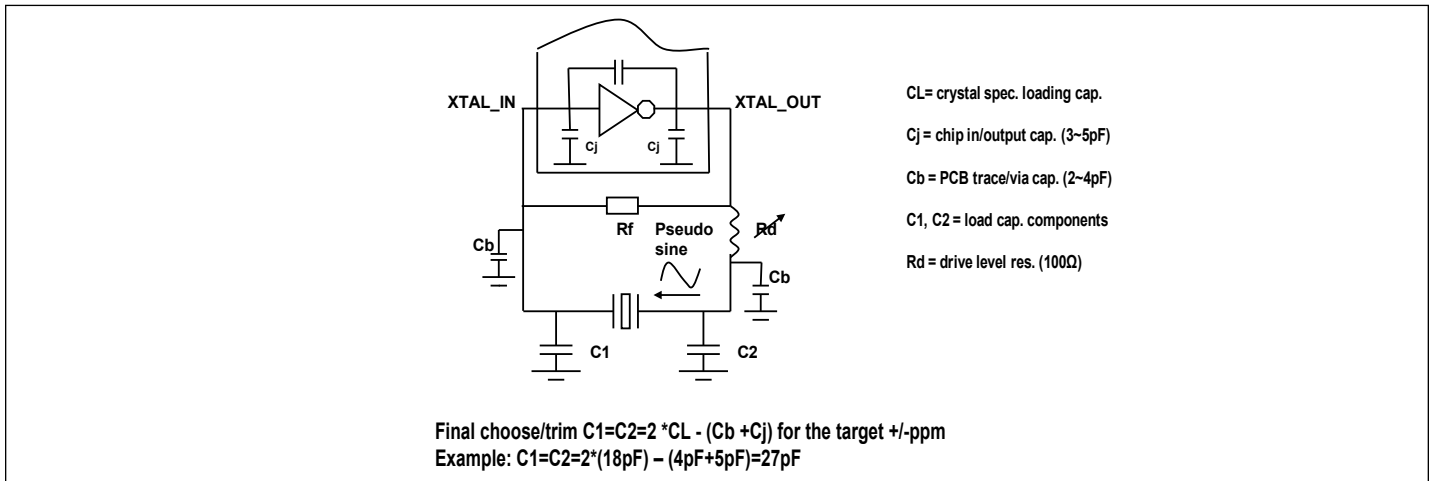 XTAL_IN
XTAL_OUT
Cj
Cj
Rf
Pseudo
sine
Rd
Cb
Cb
C1
C2
CL= crystal spec. loading cap.
Cj = chip in/output cap. (3~5pF)
Cb = PCB trace/via cap. (2~4pF)
C1, C2 = load cap. components
Rd = drive level res. (100Ω)
Final choose/trim C1=C2=2 *CL - (Cb +Cj) for the target +/-ppm
Example: C1=C2=2*(18pF) – (4pF+5pF)=27pF